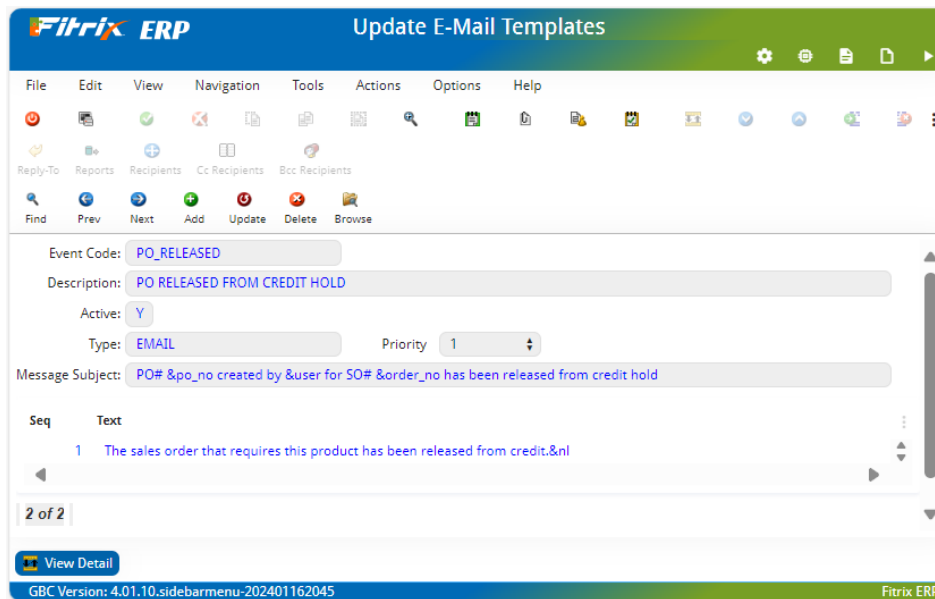 Fitrix ERP
Update E-Mail Templates
File Edit View Navigation Tools Actions Options Help
Reply-To Reports Recipients Cc Recipients Bcc Recipients
Find Prev Next Add Update Delete Browse
Event Code: PO_RELEASED
Description: PO RELEASED FROM CREDIT HOLD
Active: Y
Type: EMAIL Priority 1
Message Subject: PO# &po_no created by &user for SO# &order_no has been released from credit hold
Seq Text
1 The sales order that requires this product has been released from credit.&nl
2 of 2
View Detail
GBC Version: 4.01.10.sidebarmenu-202401162045 Fitrix ERP